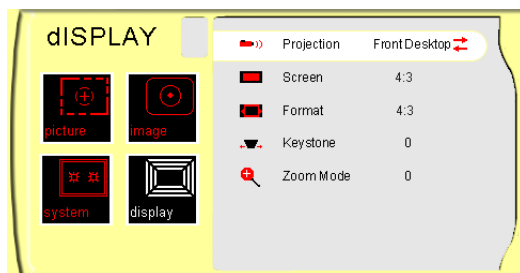 dISPLAY
picture
image
system
display
Projection Front Desktop
Screen 4:3
Format 4:3
Keystone 0
Zoom Mode 0